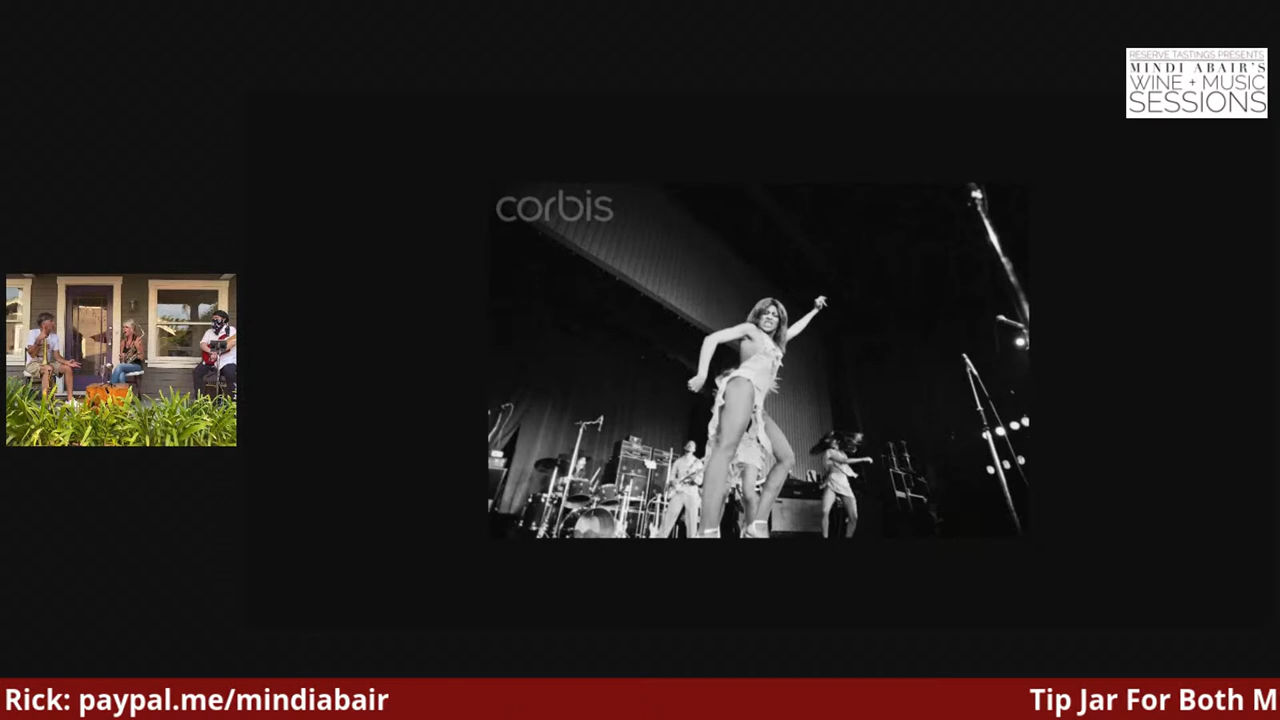 RESERVE TASTINGS PRESENTS
MINDI ABAIR'S
WINE + MUSIC
SESSIONS
corbis
Rick: paypal.me/mindiabair
Tip Jar For Both M